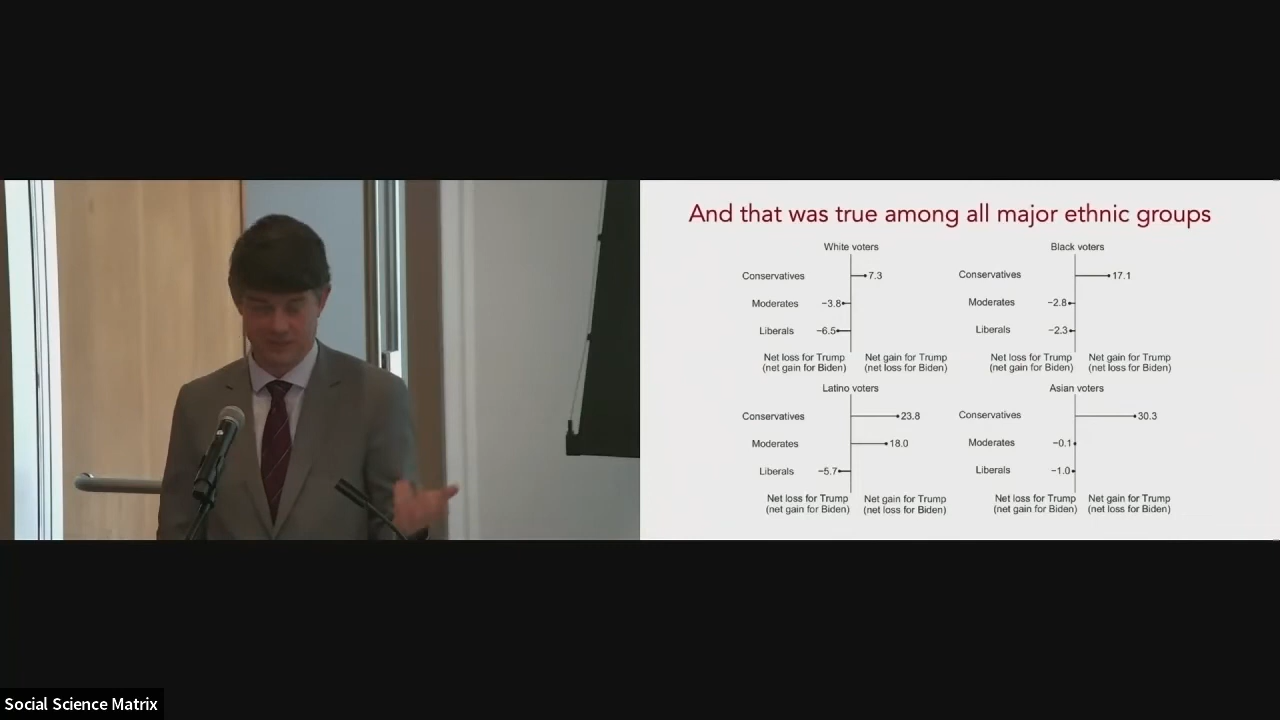 And that was true among all major ethnic groups
White voters
Conservatives 7.3
Moderates −3.8
Liberals −6.5
Net loss for Trump Net gain for Trump
(net gain for Biden) (net loss for Biden)
Black voters
Conservatives 17.1
Moderates −2.8
Liberals −2.3
Net loss for Trump Net gain for Trump
(net gain for Biden) (net loss for Biden)
Latino voters
Conservatives 23.8
Moderates 18.0
Liberals −5.7
Net loss for Trump Net gain for Trump
(net gain for Biden) (net loss for Biden)
Asian voters
Conservatives 30.3
Moderates −0.1
Liberals −1.0
Net loss for Trump Net gain for Trump
(net gain for Biden) (net loss for Biden)
Social Science Matrix